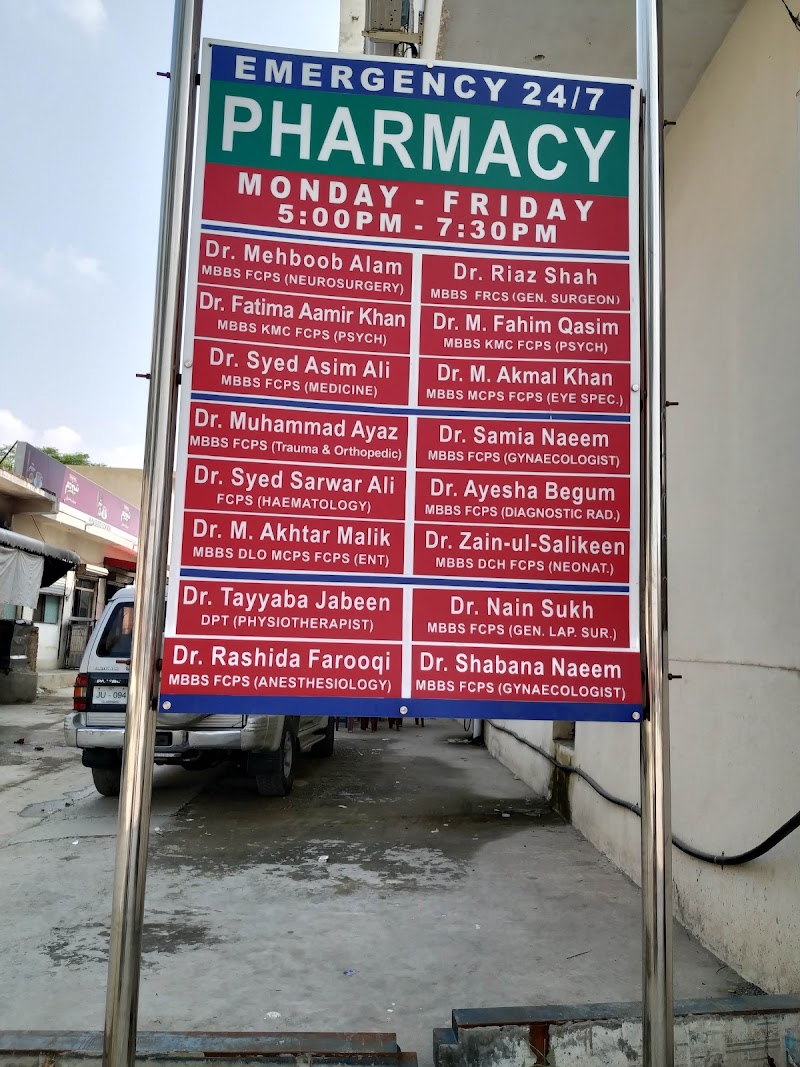 EMERGENCY 24/7
PHARMACY
MONDAY - FRIDAY
5:00PM - 7:30PM
Dr. Mehboob Alam
MBBS FCPS (NEUROSURGERY)
Dr. Riaz Shah
MBBS FRCS (GEN. SURGEON)
Dr. Fatima Aamir Khan
MBBS KMC FCPS (PSYCH)
Dr. M. Fahim Qasim
MBBS KMC FCPS (PSYCH)
Dr. Syed Asim Ali
MBBS FCPS (MEDICINE)
Dr. M. Akmal Khan
MBBS MCPS FCPS (EYE SPEC.)
Dr. Muhammad Ayaz
MBBS FCPS (Trauma & Orthopedic)
Dr. Samia Naeem
MBBS FCPS (GYNAECOLOGIST)
Dr. Syed Sarwar Ali
FCPS (HAEMATOLOGY)
Dr. Ayesha Begum
MBBS FCPS (DIAGNOSTIC RAD.)
Dr. M. Akhtar Malik
MBBS DLO MCPS FCPS (ENT)
Dr. Zain-ul-Salikeen
MBBS DCH FCPS (NEONAT.)
Dr. Tayyaba Jabeen
DPT (PHYSIOTHERAPIST)
Dr. Nain Sukh
MBBS FCPS (GEN. LAP. SUR.)
Dr. Rashida Farooqi
MBBS FCPS (ANESTHESIOLOGY)
Dr. Shabana Naeem
MBBS FCPS (GYNAECOLOGIST)
JU - 094